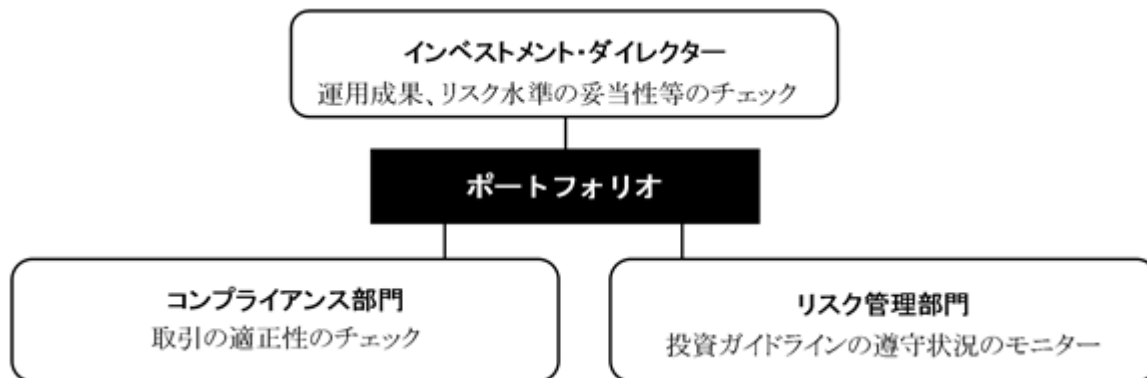 インベストメント・ダイレクター
運用成果、リスク水準の妥当性等のチェック
ポートフォリオ
コンプライアンス部門
取引の適正性のチェック
リスク管理部門
投資ガイドラインの遵守状況のモニター